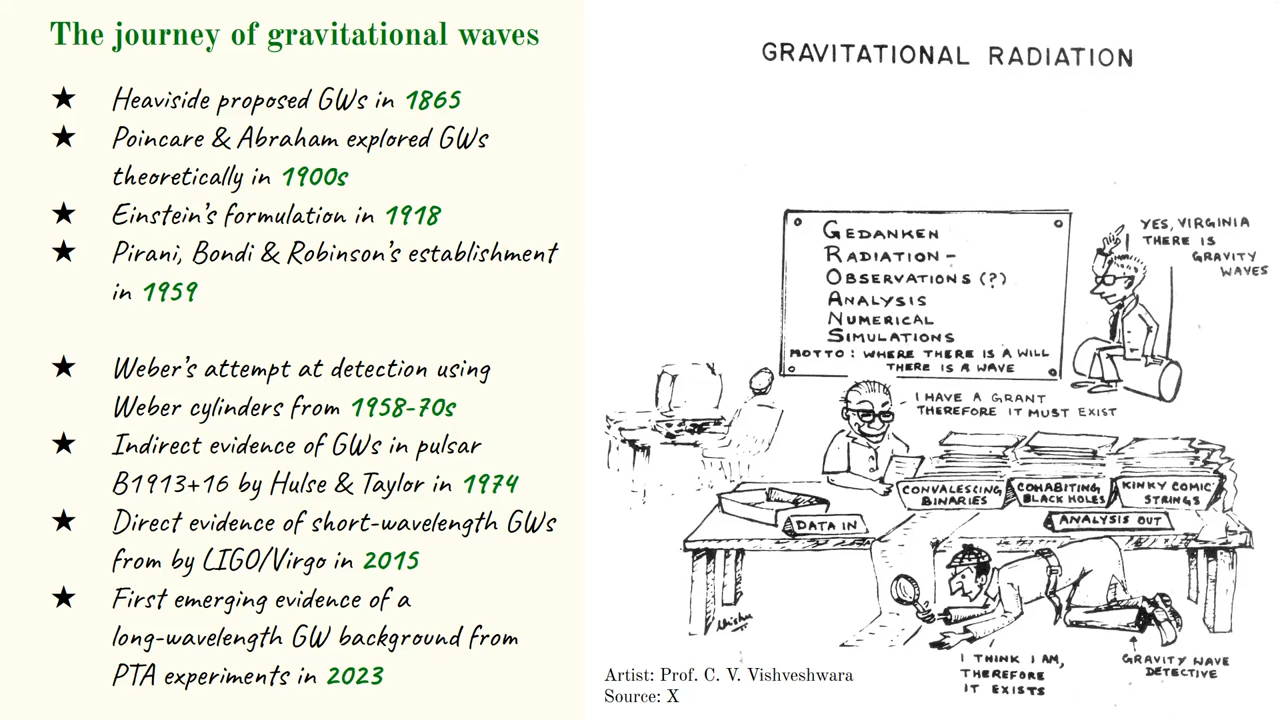 The journey of gravitational waves
★ Heaviside proposed GWs in 1865
★ Poincare & Abraham explored GWs
theoretically in 1900s
★ Einstein's formulation in 1918
★ Pirani, Bondi & Robinson's establishment
in 1959
★ Weber's attempt at detection using
Weber cylinders from 1958-70s
★ Indirect evidence of GWs in pulsar
B1913+16 by Hulse & Taylor in 1974
★ Direct evidence of short-wavelength GWs
from by LIGO/Virgo in 2015
★ First emerging evidence of a
long-wavelength GW background from
PTA experiments in 2023
GRAVITATIONAL RADIATION
GEDANKEN
RADIATION -
OBSERVATIONS (?)
ANALYSIS
NUMERICAL
SIMULATIONS
MOTTO : WHERE THERE IS A WILL
THERE IS A WAVE
YES, VIRGINIA
THERE IS
GRAVITY
WAVES
I HAVE A GRANT
THEREFORE IT MUST EXIST
CONVALESCING
BINARIES
COHABITING
BLACK HOLES
KINKY COMIC
STRINGS
DATA IN
ANALYSIS OUT
Vishu
I THINK I AM,
THEREFORE
IT EXISTS
GRAVITY WAVE
DETECTIVE
Artist: Prof. C. V. Vishveshwara
Source: X